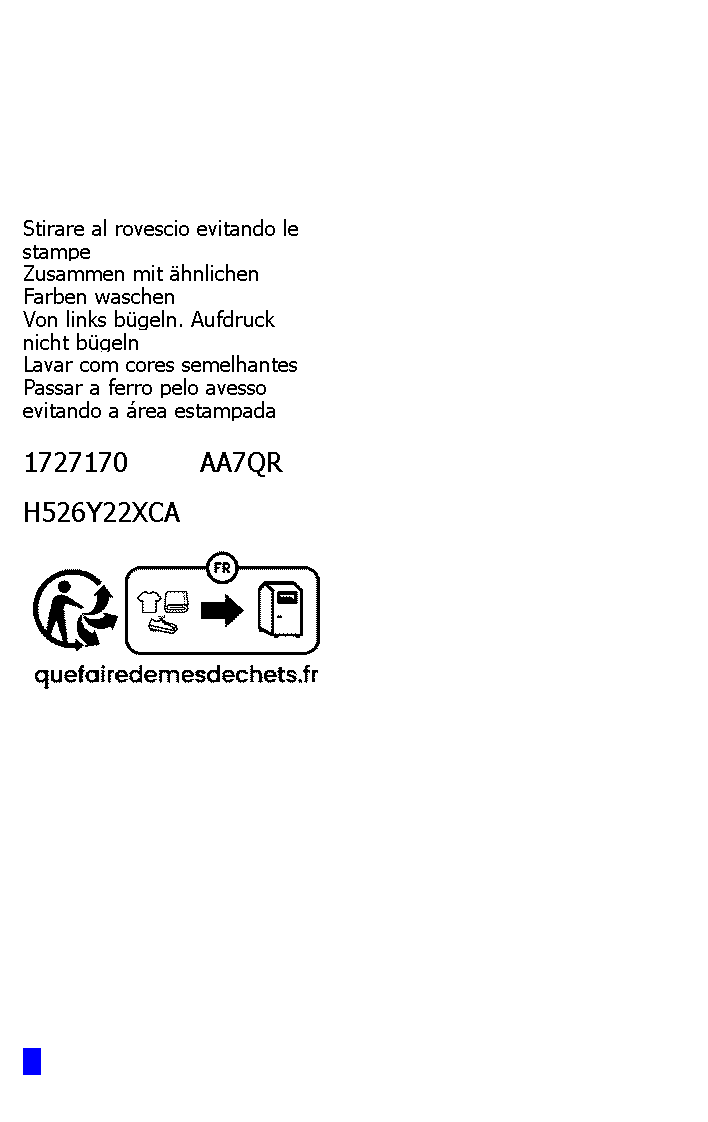 Stirare al rovescio evitando le
stampe
Zusammen mit ähnlichen
Farben waschen
Von links bügeln. Aufdruck
nicht bügeln
Lavar com cores semelhantes
Passar a ferro pelo avesso
evitando a área estampada
1727170 AA7QR
H526Y22XCA
FR
quefairedemesdechets.fr